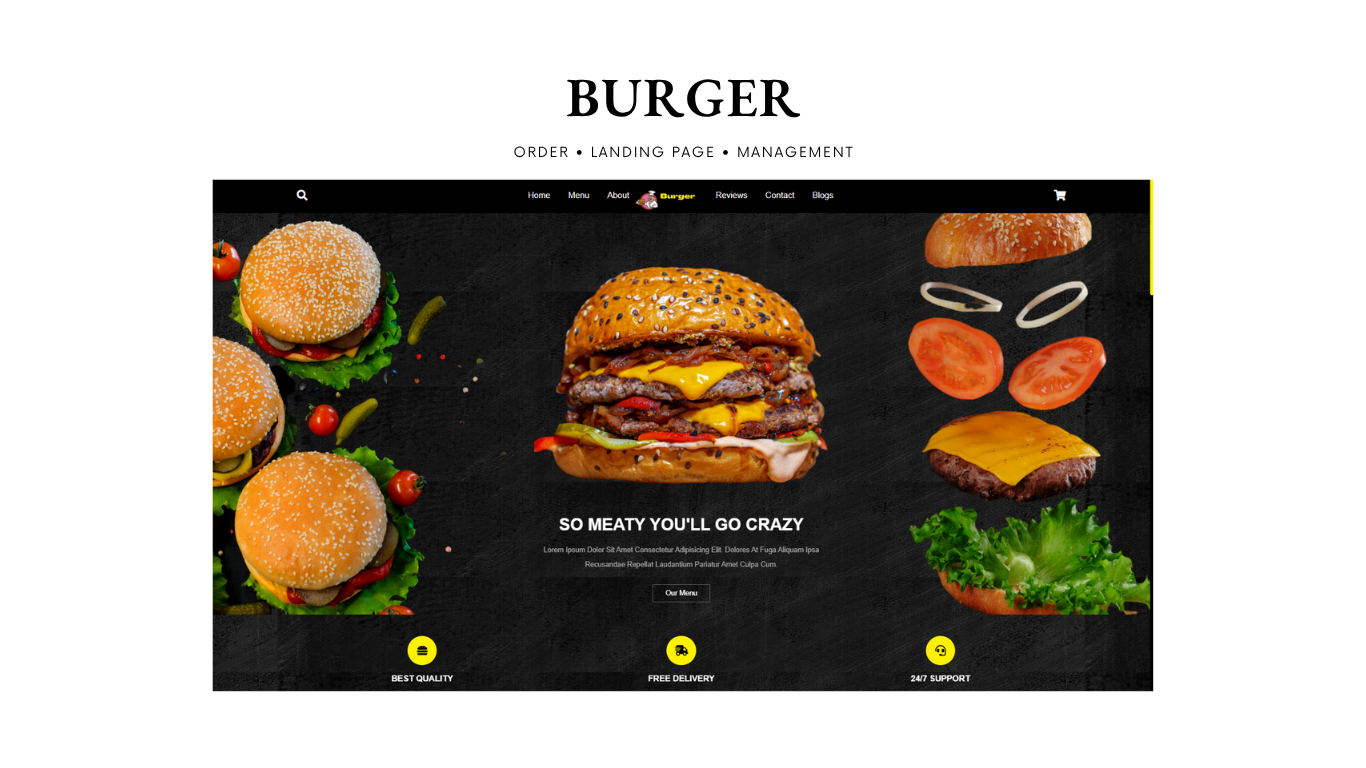 BURGER
ORDER • LANDING PAGE • MANAGEMENT
Home Menu About Burger Reviews Contact Blogs
SO MEATY YOU'LL GO CRAZY
Lorem Ipsum Dolor Sit Amet Consectetur Adipisicing Elit. Delores At Fuga Aliquam Ipsa
Recusandae Repellat Laudantium Pariatur Amet Culpa Cum.
Our Menu
BEST QUALITY FREE DELIVERY 24/7 SUPPORT